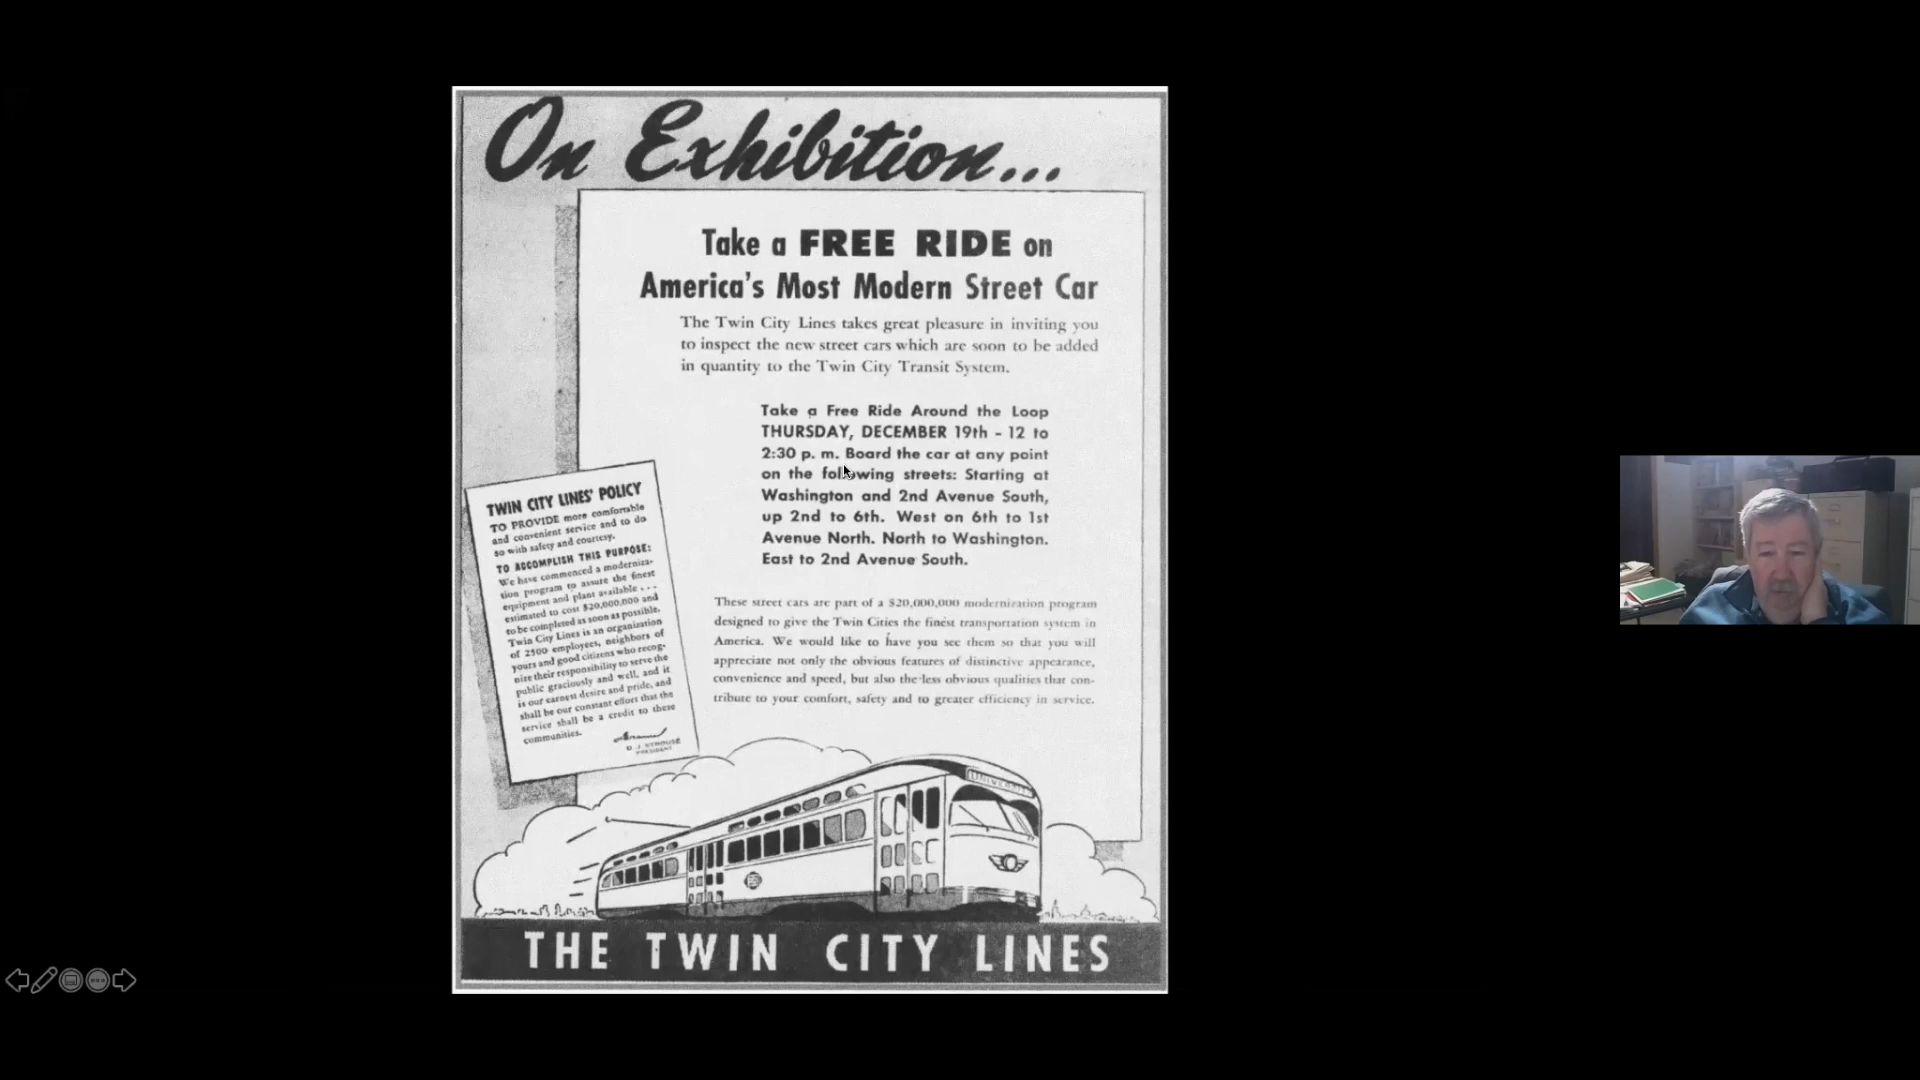 On Exhibition...
Take a FREE RIDE on
America's Most Modern Street Car
The Twin City Lines takes great pleasure in inviting you
to inspect the new street cars which are soon to be added
in quantity to the Twin City Transit System.
Take a Free Ride Around the Loop
THURSDAY, DECEMBER 19th - 12 to
2:30 p. m. Board the car at any point
on the following streets: Starting at
Washington and 2nd Avenue South,
up 2nd to 6th. West on 6th to 1st
Avenue North. North to Washington.
East to 2nd Avenue South.
TWIN CITY LINES' POLICY
TO PROVIDE more comfortable
and convenient service and to do
so with safety and courtesy.
TO ACCOMPLISH THIS PURPOSE:
We have commenced a moderniza-
tion program to assure the finest
equipment and plant available . . .
estimated to cost $20,000,000 and
to be completed as soon as possible.
Twin City Lines is an organization
of 2500 employees, neighbors of
yours and good citizens who recog-
nize their responsibility to serve the
public graciously and well, and it
is our earnest desire and pride, and
shall be our constant effort that the
service shall be a credit to these
communities.
PRESIDENT
These street cars are part of a $20,000,000 modernization program
designed to give the Twin Cities the finest transportation system in
America. We would like to have you see them so that you will
appreciate not only the obvious features of distinctive appearance,
convenience and speed, but also the less obvious qualities that con-
tribute to your comfort, safety and to greater efficiency in service.
THE TWIN CITY LINES